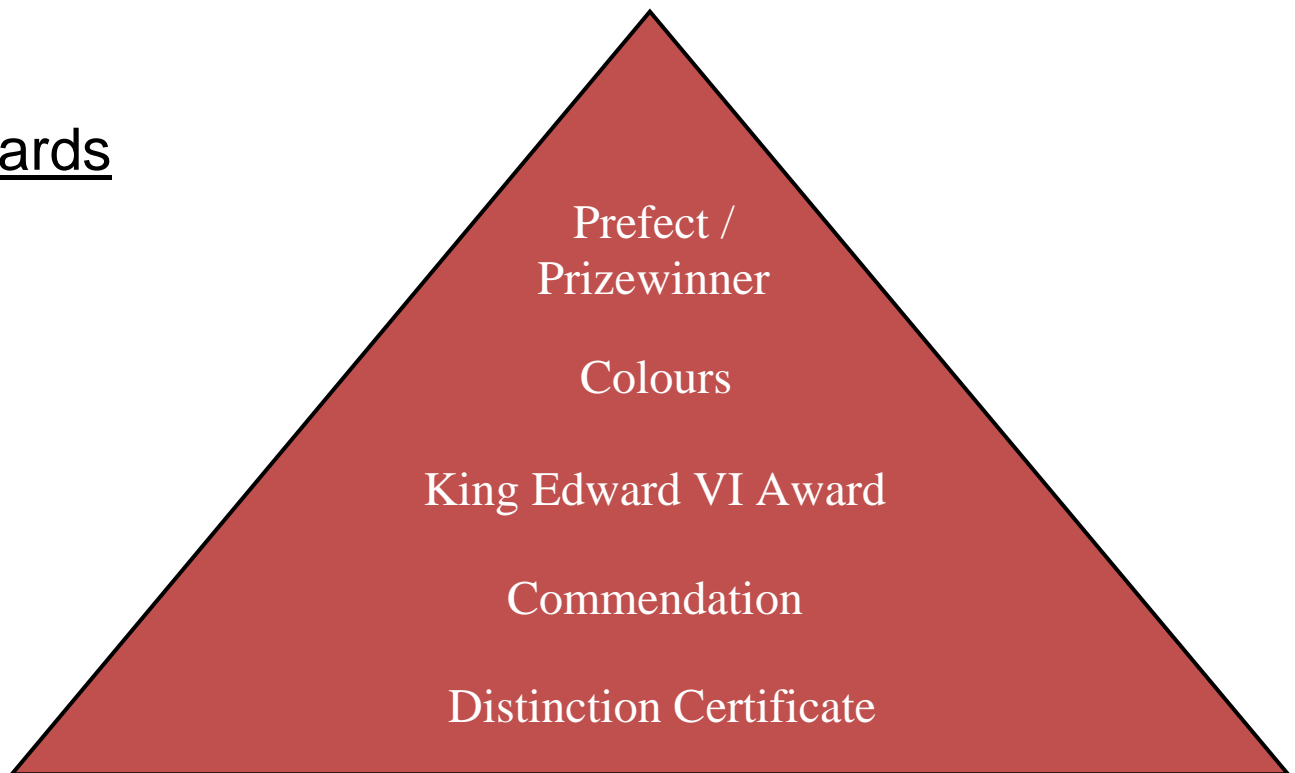 ards
Prefect /
Prizewinner
Colours
King Edward VI Award
Commendation
Distinction Certificate